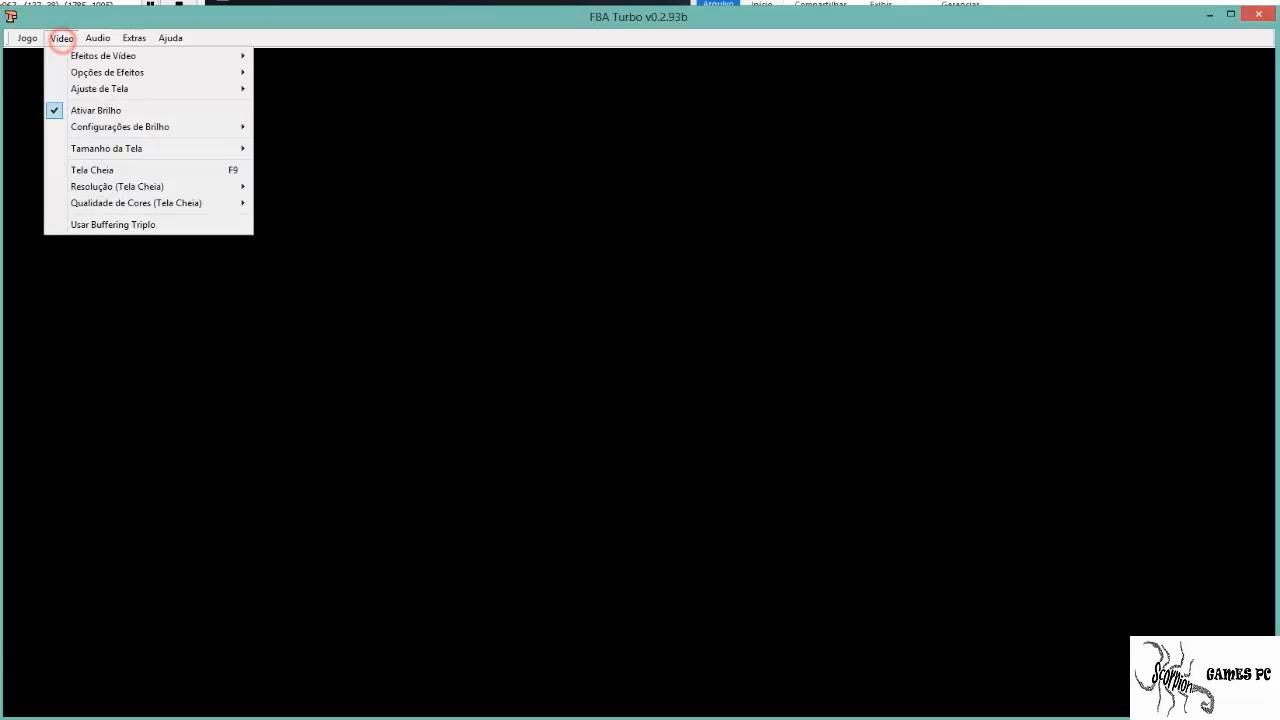 FBA Turbo v0.2.93b
Jogo Vídeo Audio Extras Ajuda
Efeitos de Vídeo
Opções de Efeitos
Ajuste de Tela
Ativar Brilho
Configurações de Brilho
Tamanho da Tela
Tela Cheia F9
Resolução (Tela Cheia)
Qualidade de Cores (Tela Cheia)
Usar Buffering Triplo
Scorpion GAMES PC